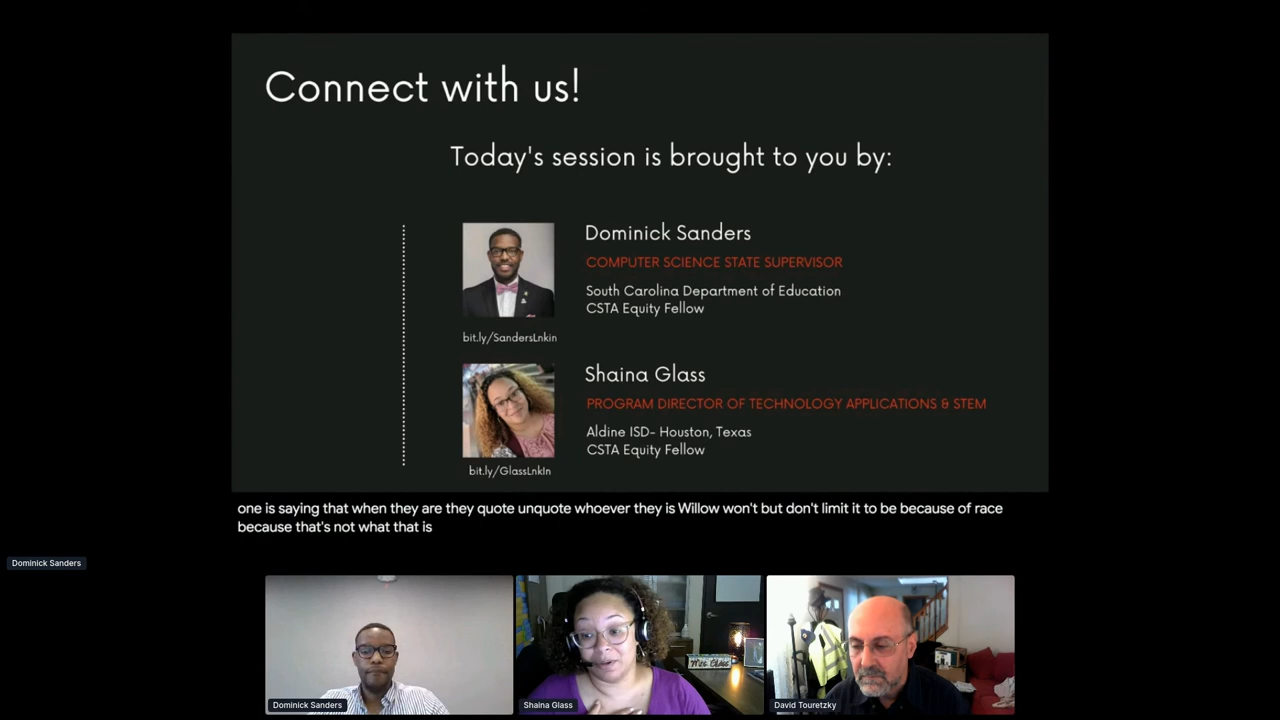 Connect with us!
Today's session is brought to you by:
Dominick Sanders
COMPUTER SCIENCE STATE SUPERVISOR
South Carolina Department of Education
CSTA Equity Fellow
bit.ly/SandersLnkin
Shaina Glass
PROGRAM DIRECTOR OF TECHNOLOGY APPLICATIONS & STEM
Aldine ISD- Houston, Texas
CSTA Equity Fellow
bit.ly/GlassLnkIn
one is saying that when they are they quote unquote whoever they is Willow won't but don't limit it to be because of race
because that's not what that is
Dominick Sanders
Mrs. Glass
Dominick Sanders
Shaina Glass
David Touretzky